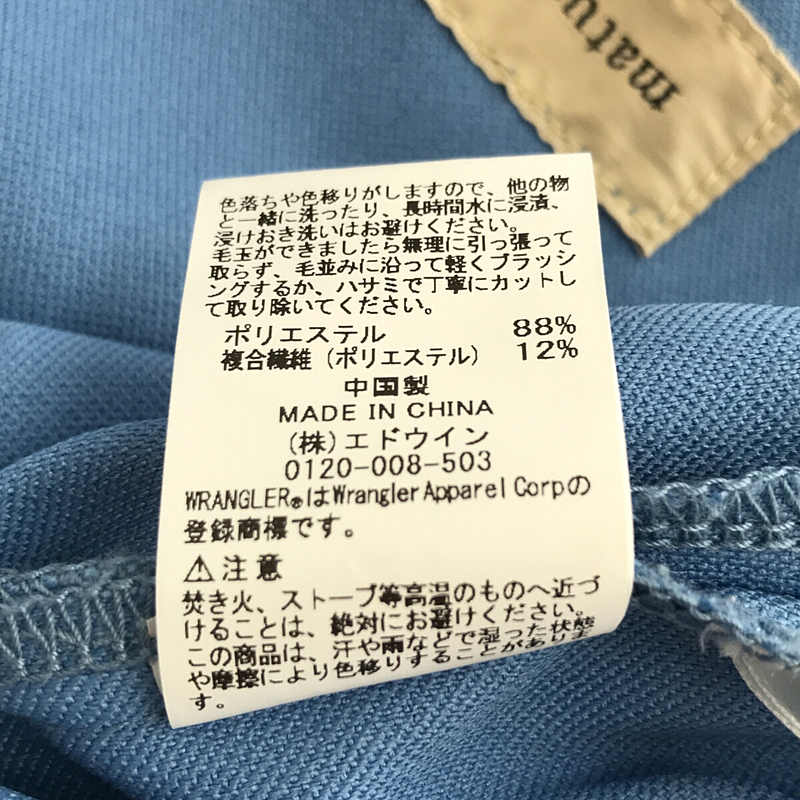 matu
色落ちや色移りがしますので、他の物
と一緒に洗ったり、長時間水に浸漬、
浸けおき洗いはお避けください。
毛玉ができましたら無理に引っ張って
取らず、毛並みに沿って軽くブラッシ
ングするか、ハサミで丁寧にカットし
て取り除いてください。
ポリエステル 88%
複合繊維（ポリエステル） 12%
中国製
MADE IN CHINA
(株)エドウイン
0120-008-503
WRANGLER®はWrangler Apparel Corpの
登録商標です。
⚠注意
焚き火、ストーブ等高温のものへ近づ
けることは、絶対にお避けください。
この商品は、汗や雨などで湿った状態
や摩擦により色移りすることがありま
す。